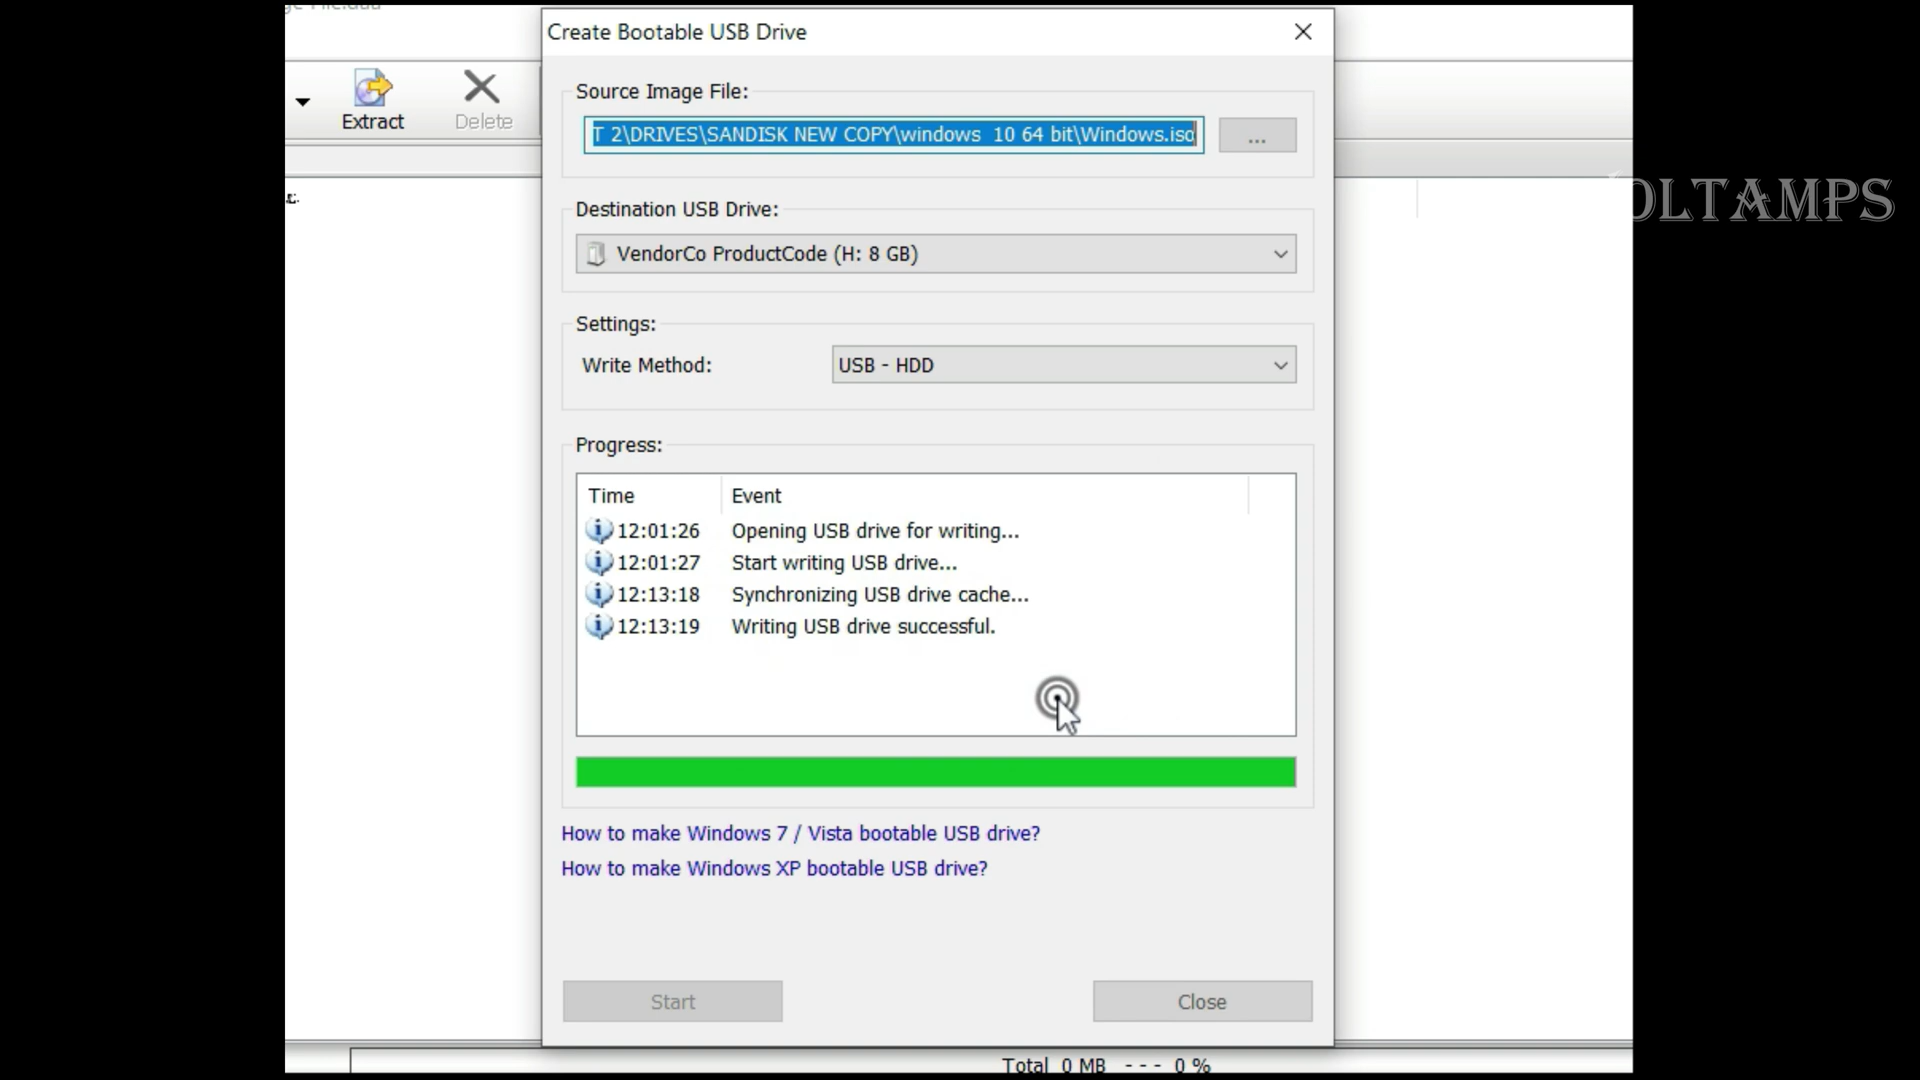 Create Bootable USB Drive
Extract
Delete
Source Image File:
T 2\DRIVES\SANDISK NEW COPY\windows  10 64 bit\Windows.iso
...
OLTAMPS
Destination USB Drive:
VendorCo ProductCode (H: 8 GB)
Settings:
Write Method:
USB - HDD
Progress:
Time Event
12:01:26 Opening USB drive for writing...
12:01:27 Start writing USB drive...
12:13:18 Synchronizing USB drive cache...
12:13:19 Writing USB drive successful.
How to make Windows 7 / Vista bootable USB drive?
How to make Windows XP bootable USB drive?
Start
Close
Total  0 MB  - - -  0 %